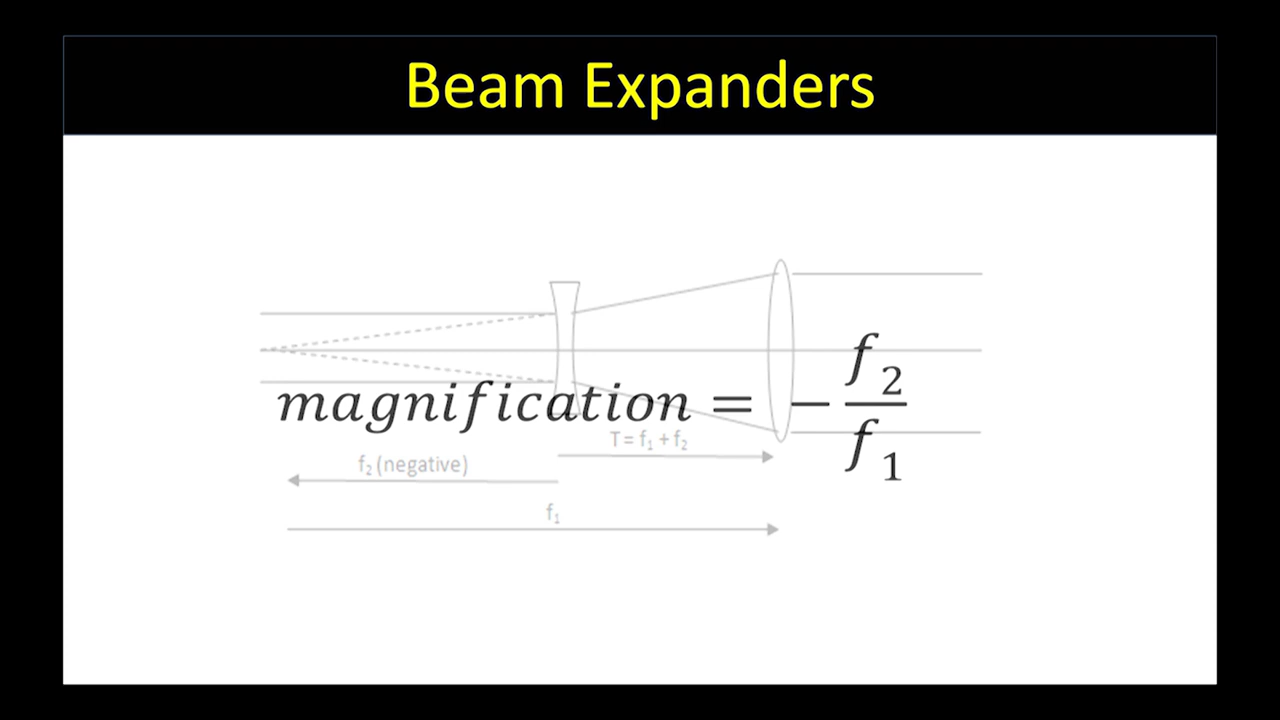 Beam Expanders
magnification = − f₂/f₁
T = f₁ + f₂
f₂ (negative)
f₁